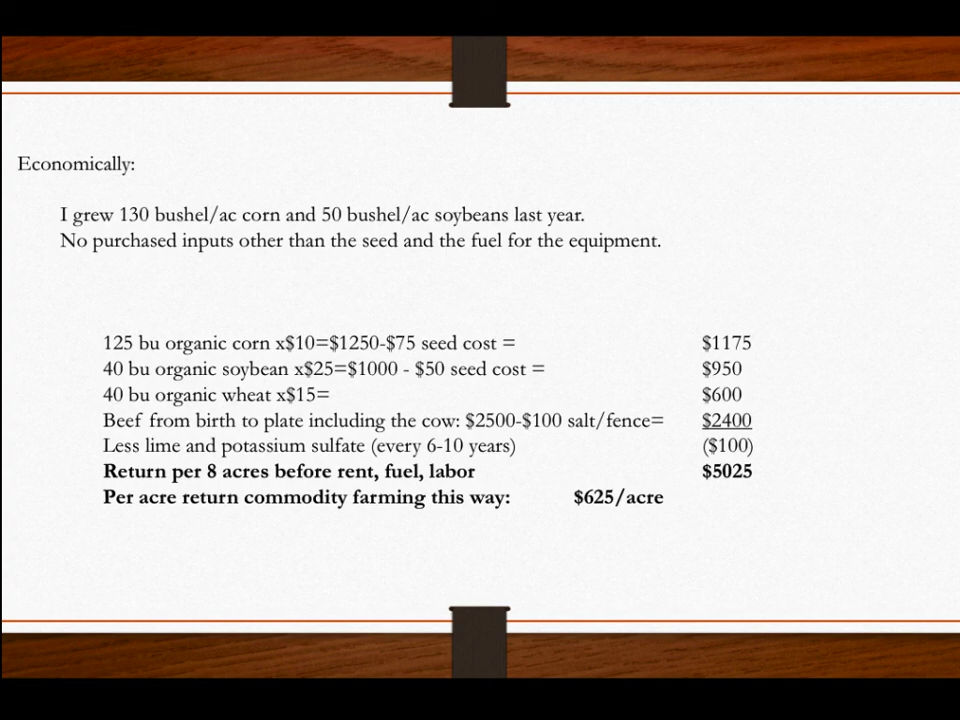 Economically:
I grew 130 bushel/ac corn and 50 bushel/ac soybeans last year.
No purchased inputs other than the seed and the fuel for the equipment.
125 bu organic corn x$10=$1250-$75 seed cost = $1175
40 bu organic soybean x$25=$1000 - $50 seed cost = $950
40 bu organic wheat x$15= $600
Beef from birth to plate including the cow: $2500-$100 salt/fence= $2400
Less lime and potassium sulfate (every 6-10 years) ($100)
Return per 8 acres before rent, fuel, labor $5025
Per acre return commodity farming this way: $625/acre